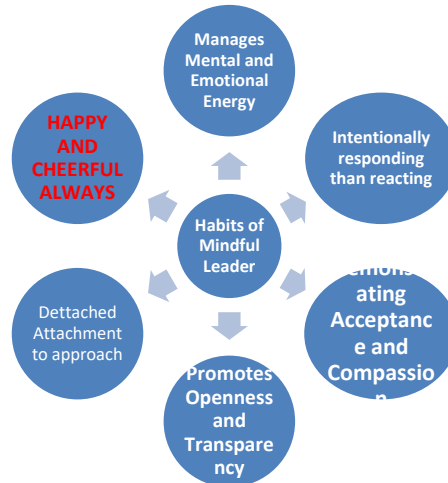 Manages
Mental and
Emotional
Energy
Intentionally
responding
than reacting
emons
ating
Acceptanc
e and
Compassio
n
Promotes
Openness
and
Transpare
ncy
Dettached
Attachment
to approach
HAPPY
AND
CHEERFUL
ALWAYS
Habits of
Mindful
Leader